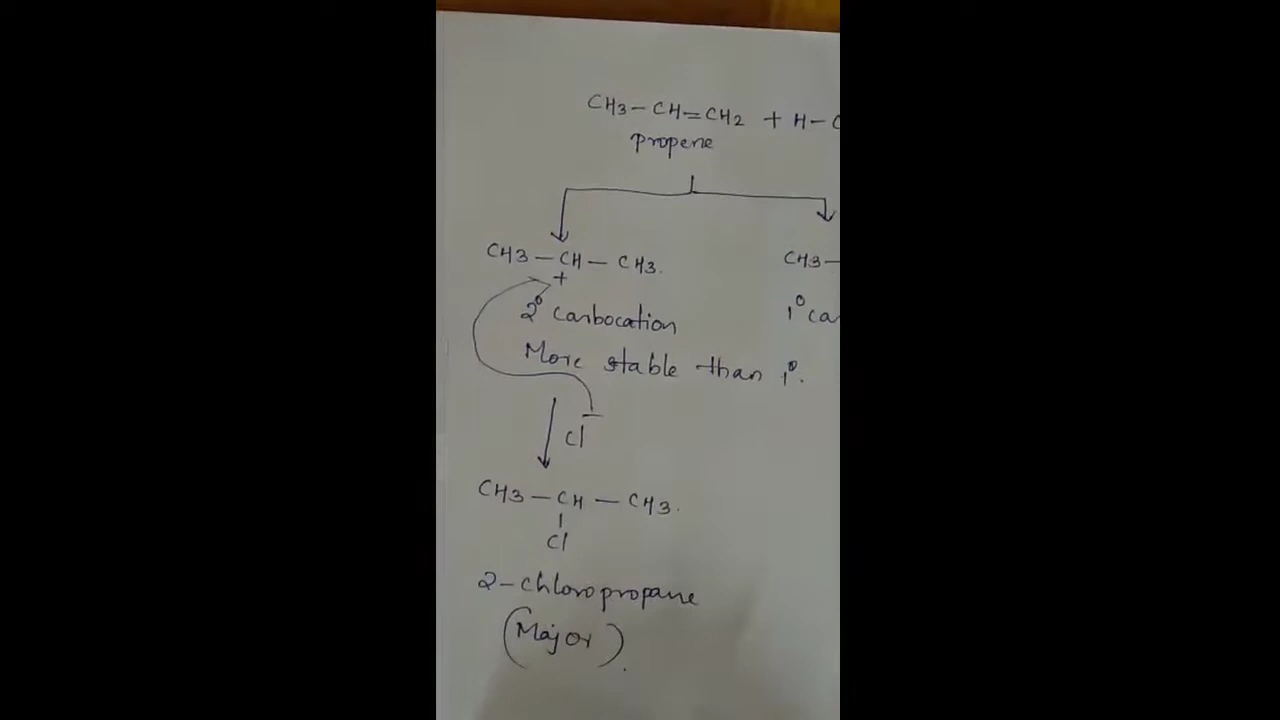 CH3-CH=CH2 + H-C
propene
CH3-CH-CH3.
+
CH3-
2° Carbocation
1° ca
More stable than 1°.
Cl⁻
CH3-CH-CH3.
Cl
2-chloropropane
(Major).